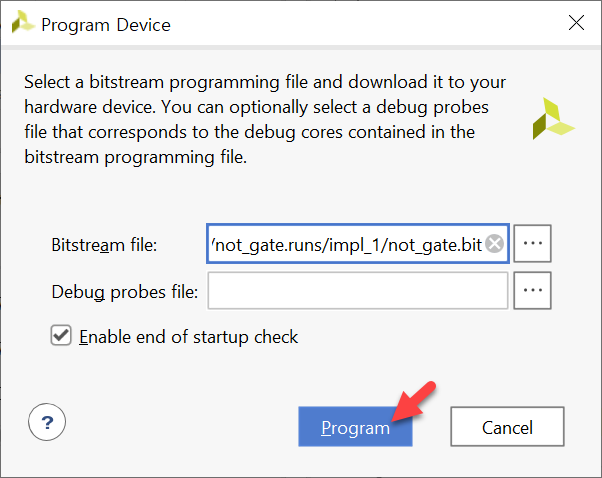 Program Device
Select a bitstream programming file and download it to your
hardware device. You can optionally select a debug probes
file that corresponds to the debug cores contained in the
bitstream programming file.
Bitstream file: /not_gate.runs/impl_1/not_gate.bit ...
Debug probes file: ...
Enable end of startup check
? Program Cancel